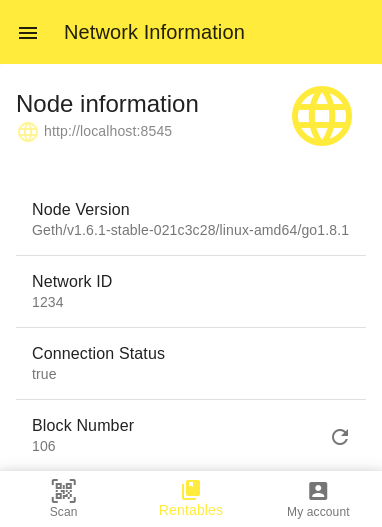 Network Information
Node information
http://localhost:8545
Node Version
Geth/v1.6.1-stable-021c3c28/linux-amd64/go1.8.1
Network ID
1234
Connection Status
true
Block Number
106
Scan
Rentables
My account